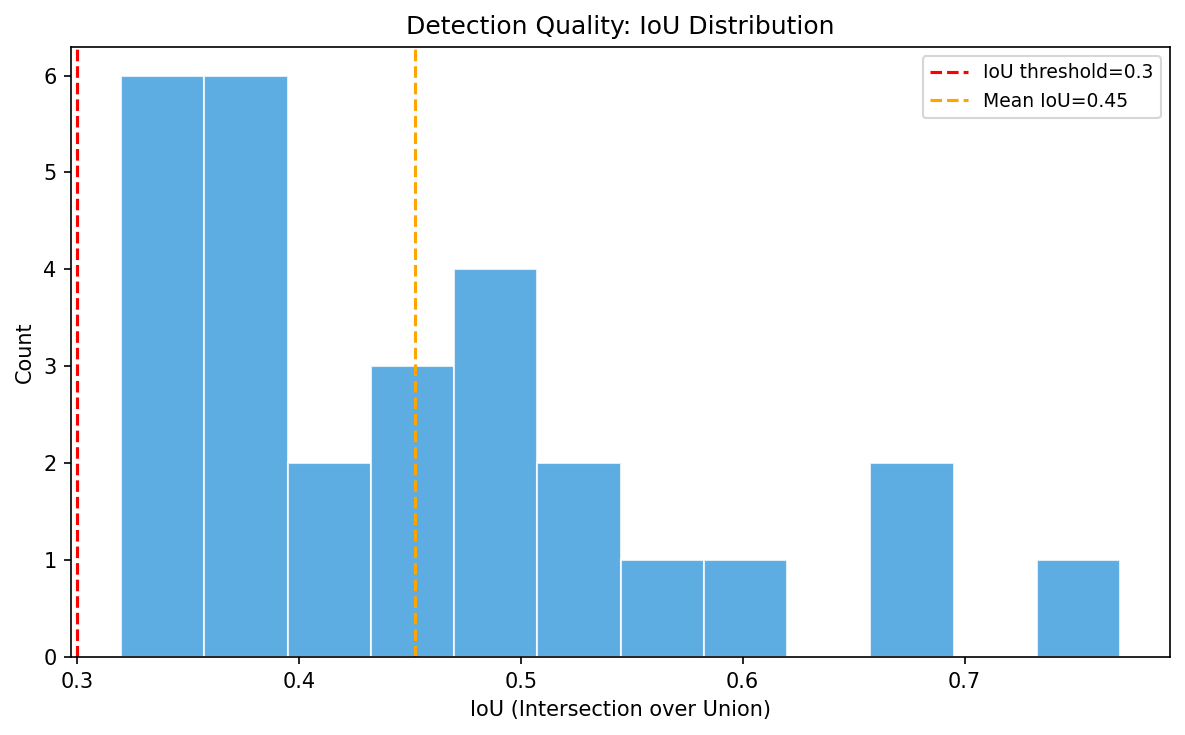 Detection Quality: IoU Distribution
IoU threshold=0.3
Mean IoU=0.45
Count
6
5
4
3
2
1
0
0.3 0.4 0.5 0.6 0.7
IoU (Intersection over Union)